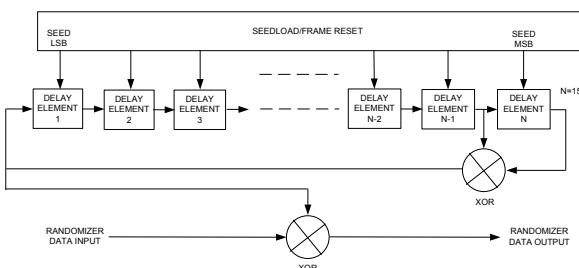 SEEDLOAD/FRAME RESET
SEED
LSB
SEED
MSB
DELAY
ELEMENT
1
DELAY
ELEMENT
2
DELAY
ELEMENT
3
DELAY
ELEMENT
N-2
DELAY
ELEMENT
N-1
DELAY
ELEMENT
N
N=15
XOR
RANDOMIZER
DATA INPUT
RANDOMIZER
DATA OUTPUT
XOR